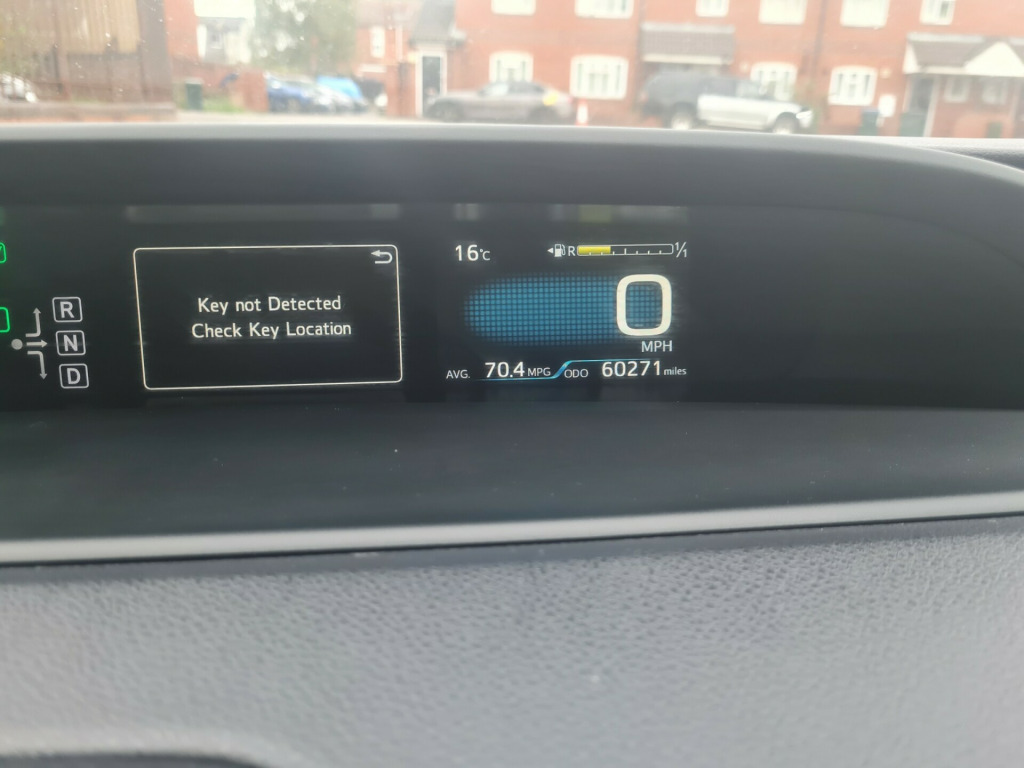 16°C
R
1/1
Key not Detected
Check Key Location
0
MPH
R
N
D
AVG. 70.4 MPG
ODO 60271 miles